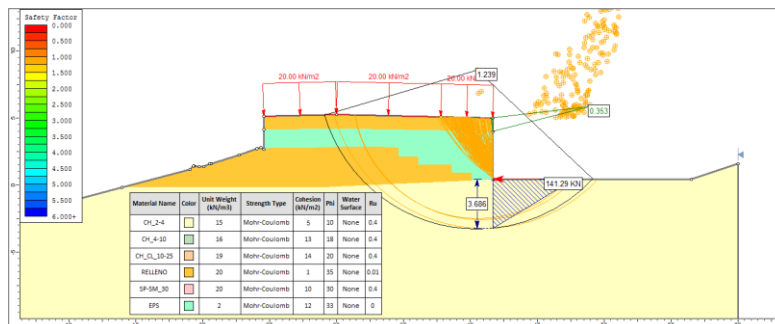 Safety Factor
0.000
0.500
1.000
1.500
2.000
2.500
3.000
3.500
4.000
4.500
5.000
5.500
6.000+
20.00 kN/m2
20.00 kN/m2
20.00 kN/m2
1.239
0.353
141.29 KN
3.686
Material Name Color Unit Weight (kN/m3) Strength Type Cohesion (kN/m2) Phi Water Surface Ru
CH_2-4 15 Mohr-Coulomb 5 10 None 0.4
CH_4-10 16 Mohr-Coulomb 13 18 None 0.4
CH_CL_10-25 19 Mohr-Coulomb 14 20 None 0.4
RELLENO 20 Mohr-Coulomb 1 35 None 0.01
SP-SM_30 20 Mohr-Coulomb 10 30 None 0.4
EPS 2 Mohr-Coulomb 12 33 None 0